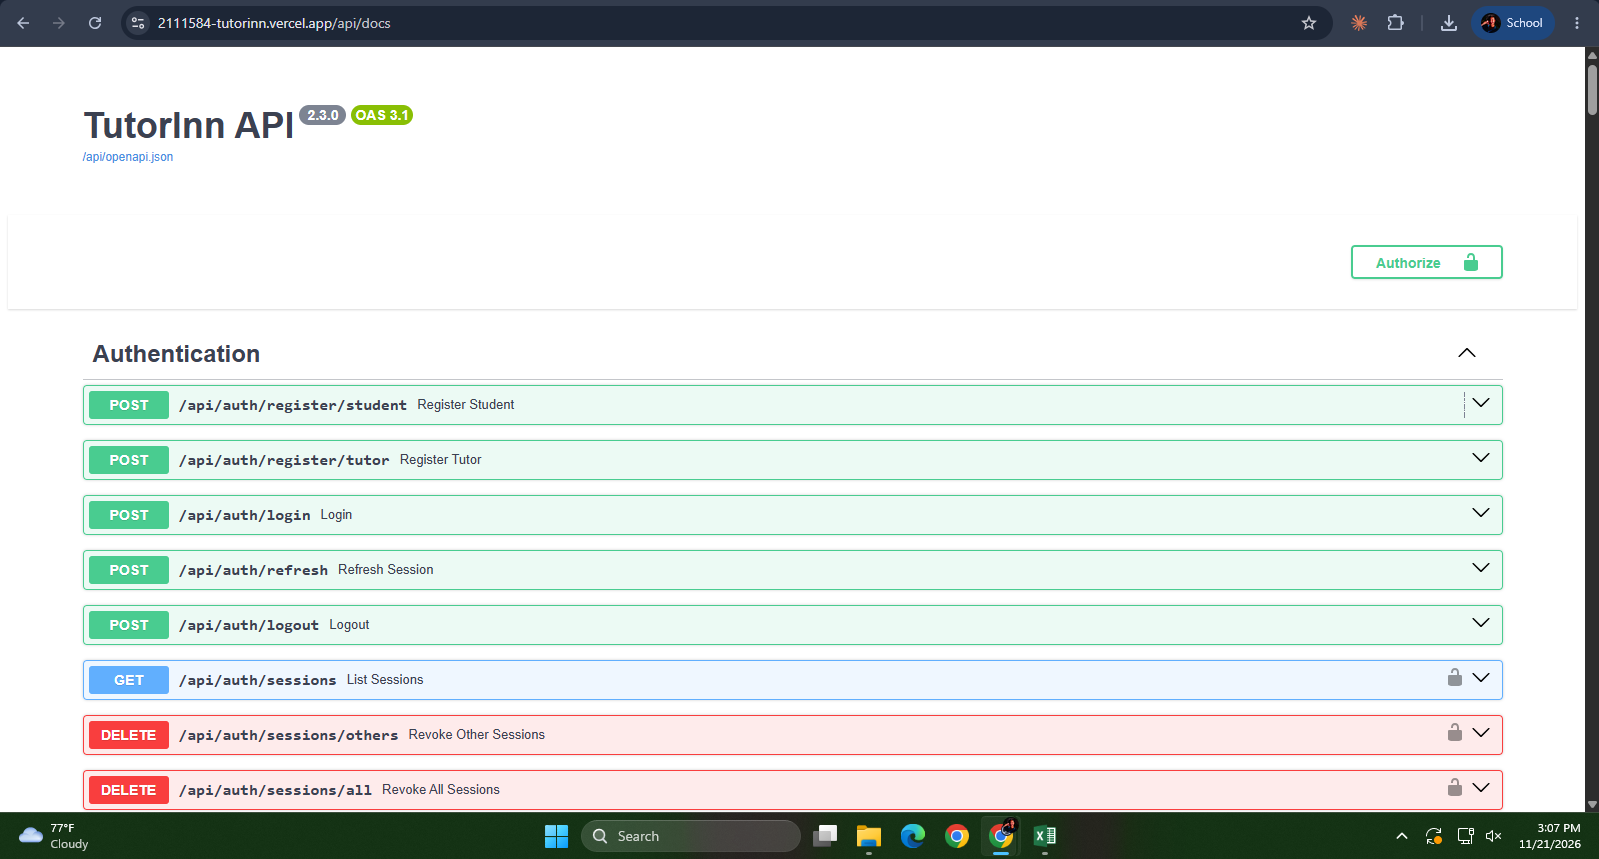 2111584-tutorinn.vercel.app/api/docs
School
TutorInn API 2.3.0 OAS 3.1
/api/openapi.json
Authorize
Authentication
POST /api/auth/register/student Register Student
POST /api/auth/register/tutor Register Tutor
POST /api/auth/login Login
POST /api/auth/refresh Refresh Session
POST /api/auth/logout Logout
GET /api/auth/sessions List Sessions
DELETE /api/auth/sessions/others Revoke Other Sessions
DELETE /api/auth/sessions/all Revoke All Sessions
77°F
Cloudy
Search
3:07 PM
11/21/2026